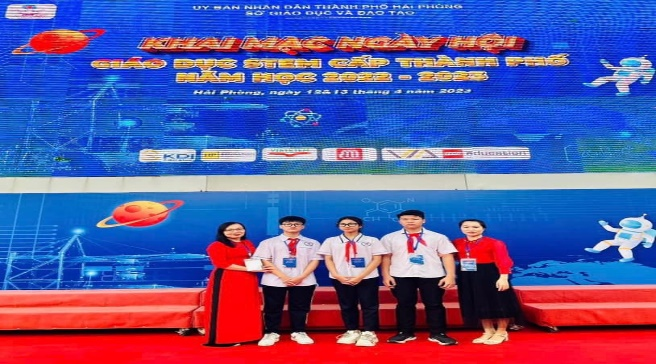 UỶ BAN NHÂN DÂN THÀNH PHỐ HẢI PHÒNG
SỞ GIÁO DỤC VÀ ĐÀO TẠO
KHAI MẠC NGÀY HỘI
GIÁO DỤC STEM CẤP THÀNH PHỐ
NĂM HỌC 2022 - 2023
Hải Phòng, ngày 12&13 tháng 4 năm 2023
KDI
education